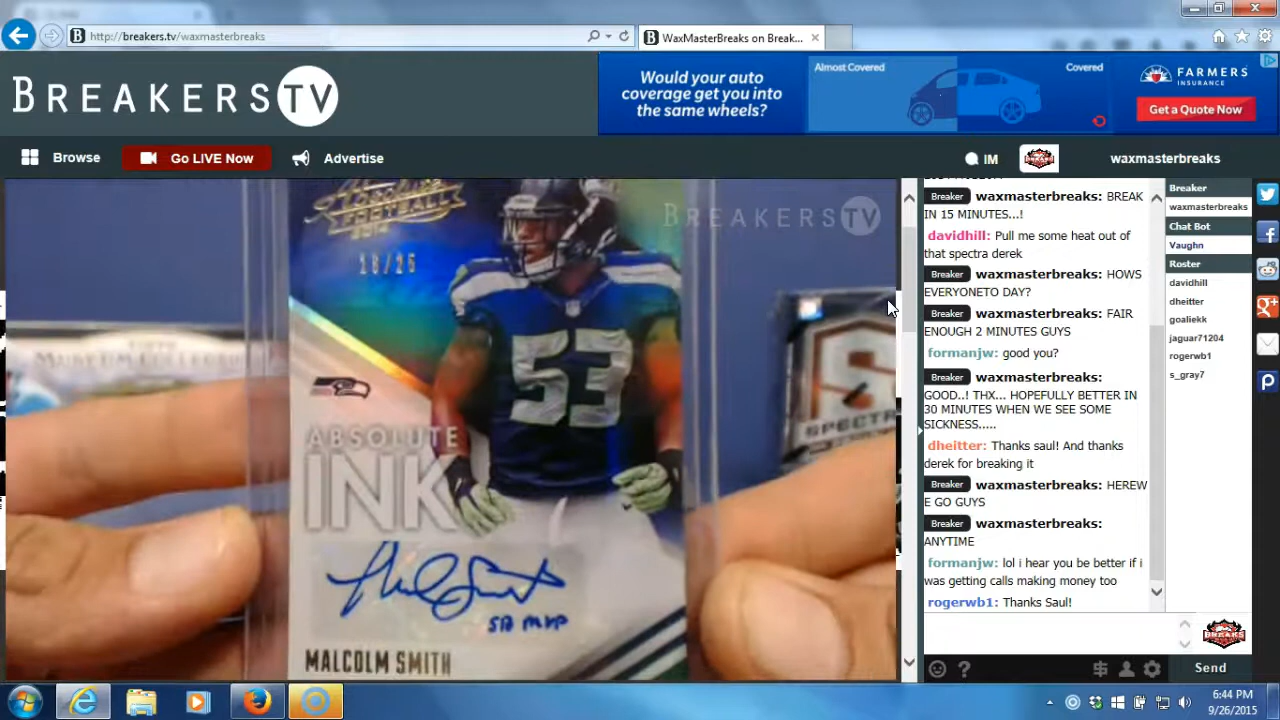 http://breakers.tv/waxmasterbreaks
WaxMasterBreaks on Break...
BREAKERS TV
Would your auto
coverage get you into
the same wheels?
Almost Covered
Covered
FARMERS
INSURANCE
Get a Quote Now
Browse
Go LIVE Now
Advertise
IM
waxmasterbreaks
BREAKERS TV
18/25
53
ABSOLUTE
INK
SB MVP
MALCOLM SMITH
SPECTRA
Breaker waxmasterbreaks: BREAK
IN 15 MINUTES...!
davidhill: Pull me some heat out of
that spectra derek
Breaker waxmasterbreaks: HOWS
EVERYONETO DAY?
Breaker waxmasterbreaks: FAIR
ENOUGH 2 MINUTES GUYS
formanjw: good you?
Breaker waxmasterbreaks:
GOOD..! THX... HOPEFULLY BETTER IN
30 MINUTES WHEN WE SEE SOME
SICKNESS.....
dheitter: Thanks saul! And thanks
derek for breaking it
Breaker waxmasterbreaks: HEREW
E GO GUYS
Breaker waxmasterbreaks:
ANYTIME
formanjw: lol i hear you be better if i
was getting calls making money too
rogerwb1: Thanks Saul!
Send
Breaker
waxmasterbreaks
Chat Bot
Vaughn
Roster
davidhill
dheitter
goaliekk
jaguar71204
rogerwb1
s_gray7
6:44 PM
9/26/2015